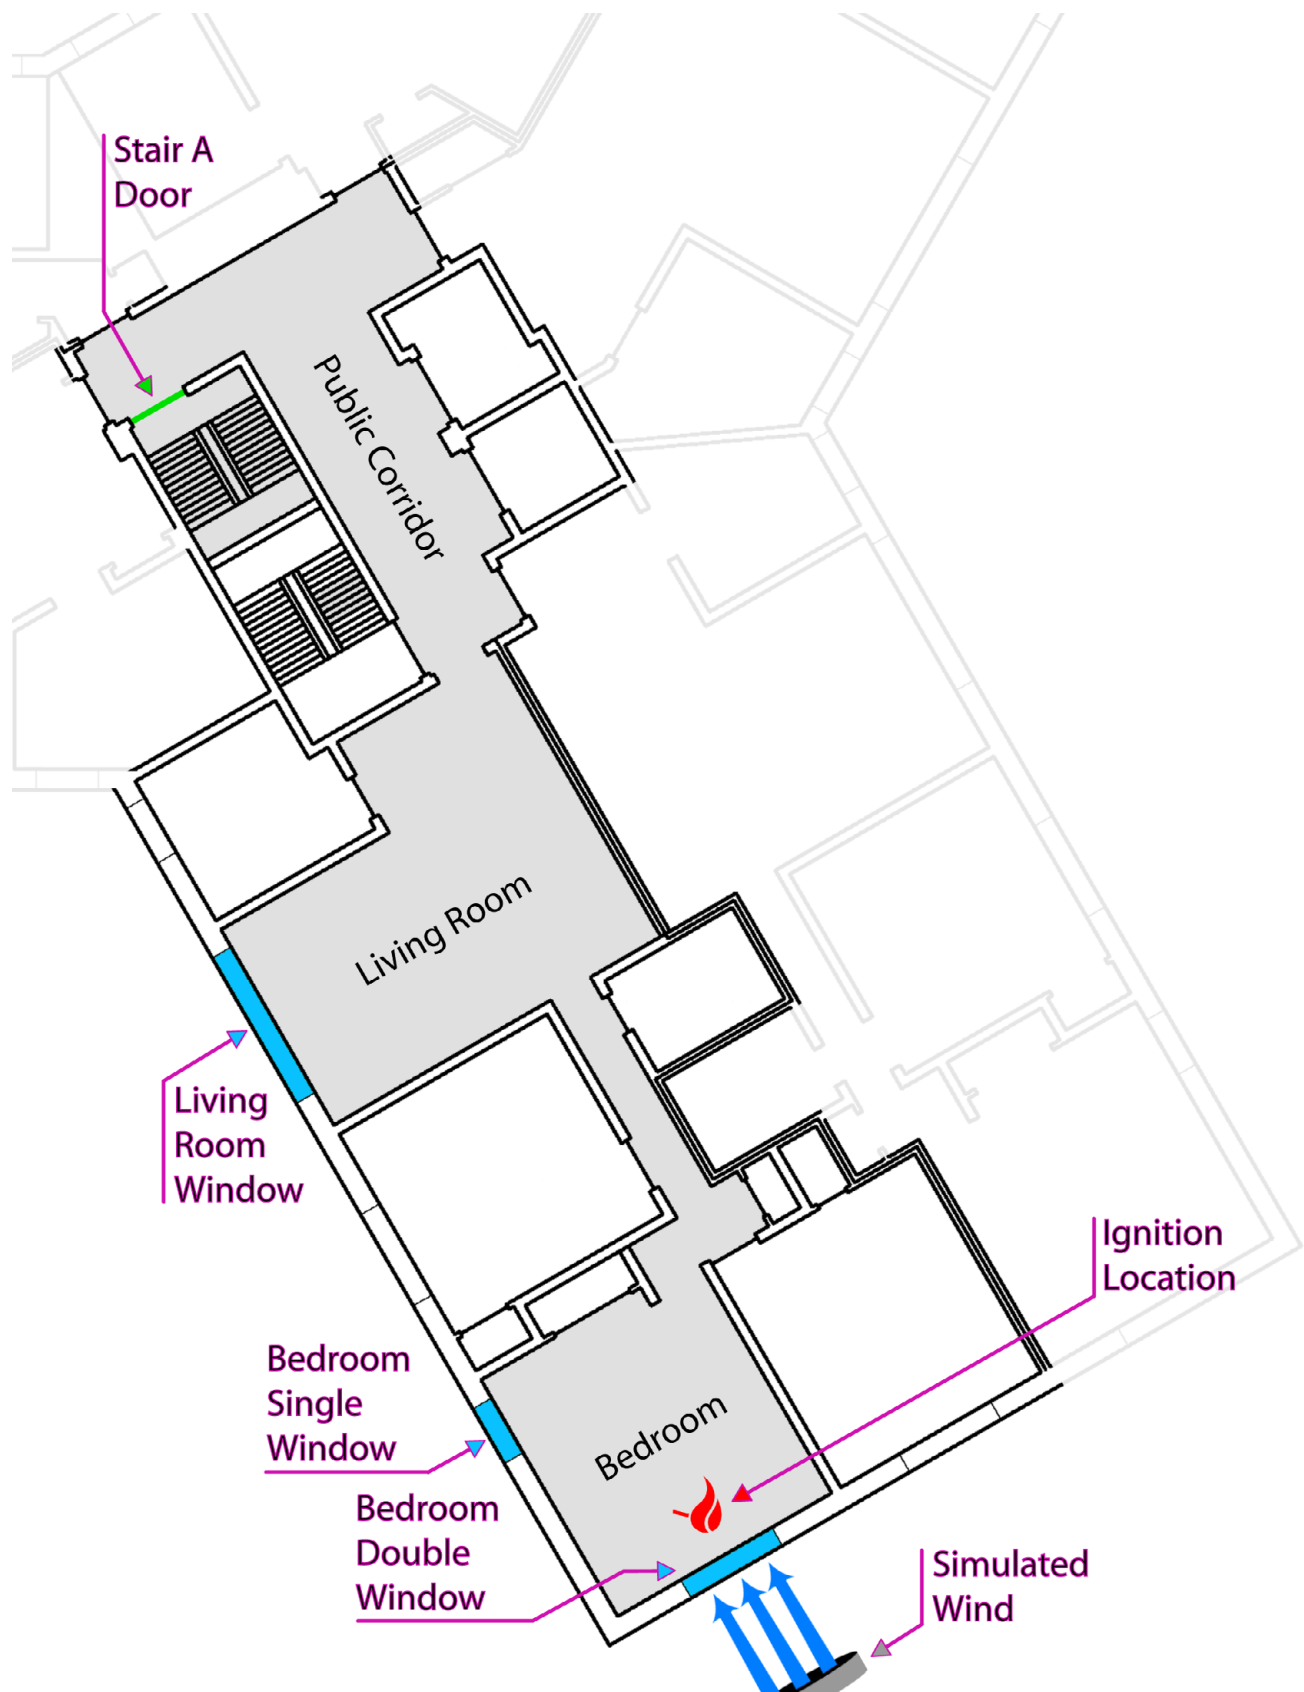 Stair A
Door
Public Corridor
Living Room
Living
Room
Window
Ignition
Location
Bedroom
Single
Window
Bedroom
Bedroom
Double
Window
Simulated
Wind